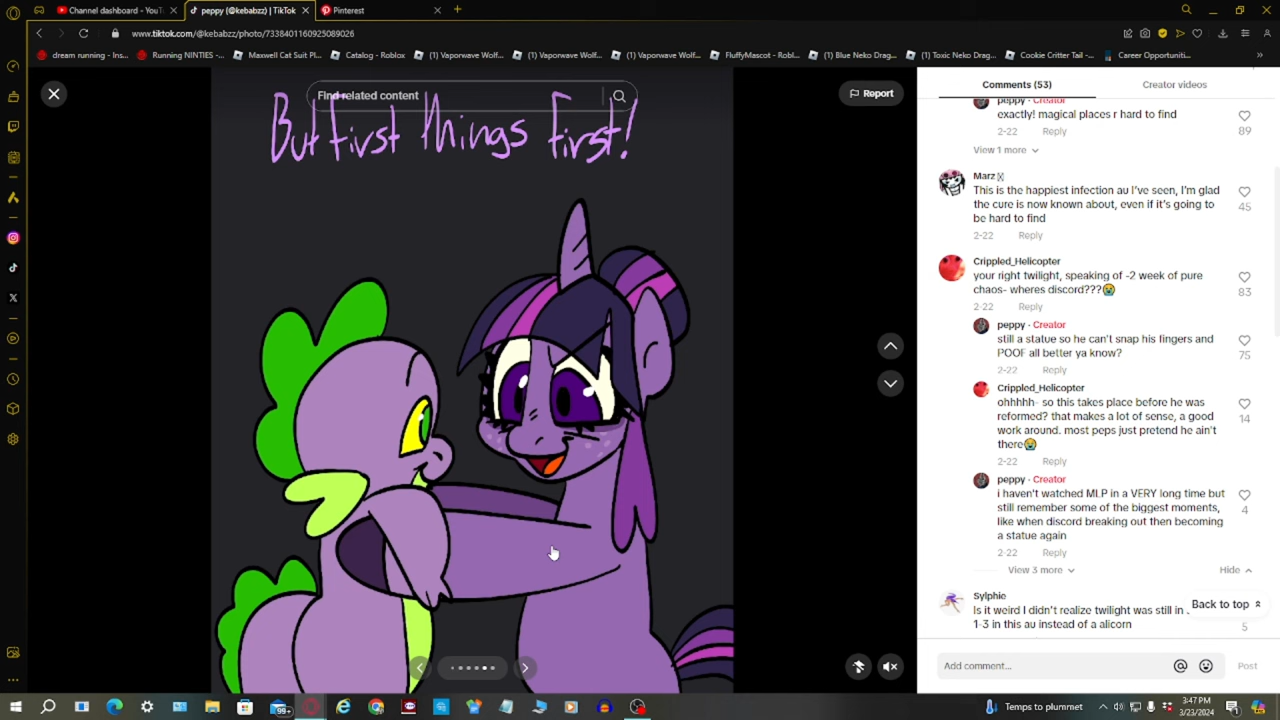 Channel dashboard - YouT
peppy (@kebabzz) | TikTok
Pinterest
www.tiktok.com/@kebabzz/photo/7338401160925089026
dream running - Ins...
Running NINTIES - ...
Maxwell Cat Suit Pl...
Catalog - Roblox
(1) Vaporwave Wolf...
(1) Vaporwave Wolf...
(1) Vaporwave Wolf...
FluffyMascot - Robl...
(1) Blue Neko Drag...
(1) Toxic Neko Drag...
Cookie Critter Tail -...
Career Opportuniti...
Find related content
Report
But first things first!
Comments (53)
Creator videos
peppy · Creator
exactly! magical places r hard to find
2-22 Reply
89
View 1 more
Marz
This is the happiest infection au I've seen, I'm glad
the cure is now known about, even if it's going to
be hard to find
45
2-22 Reply
Crippled_Helicopter
your right twilight, speaking of -2 week of pure
chaos- wheres discord???😭
83
2-22 Reply
peppy · Creator
still a statue so he can't snap his fingers and
POOF all better ya know?
75
2-22 Reply
Crippled_Helicopter
ohhhhh- so this takes place before he was
reformed? that makes a lot of sense, a good
work around. most peps just pretend he ain't
there😭
14
2-22 Reply
peppy · Creator
i haven't watched MLP in a VERY long time but
still remember some of the biggest moments,
like when discord breaking out then becoming
a statue again
4
2-22 Reply
View 3 more
Hide
Sylphie
Is it weird I didn't realize twilight was still in
1-3 in this au instead of a alicorn
5
Back to top
Add comment...
Post
99+
Temps to plummet
3:47 PM
3/23/2024
1